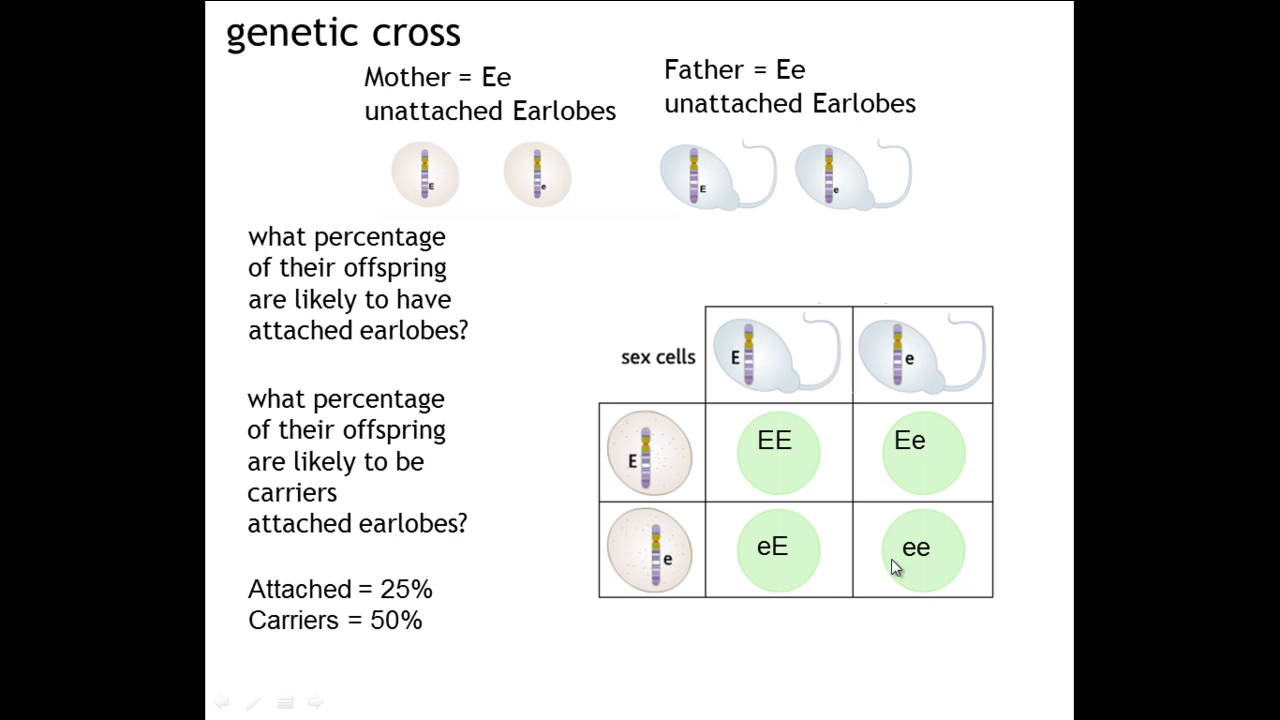 genetic cross
Mother = Ee
unattached Earlobes
Father = Ee
unattached Earlobes
E
e
E
e
what percentage
of their offspring
are likely to have
attached earlobes?
what percentage
of their offspring
are likely to be
carriers
attached earlobes?
Attached = 25%
Carriers = 50%
sex cells
E
e
E
EE
Ee
e
eE
ee